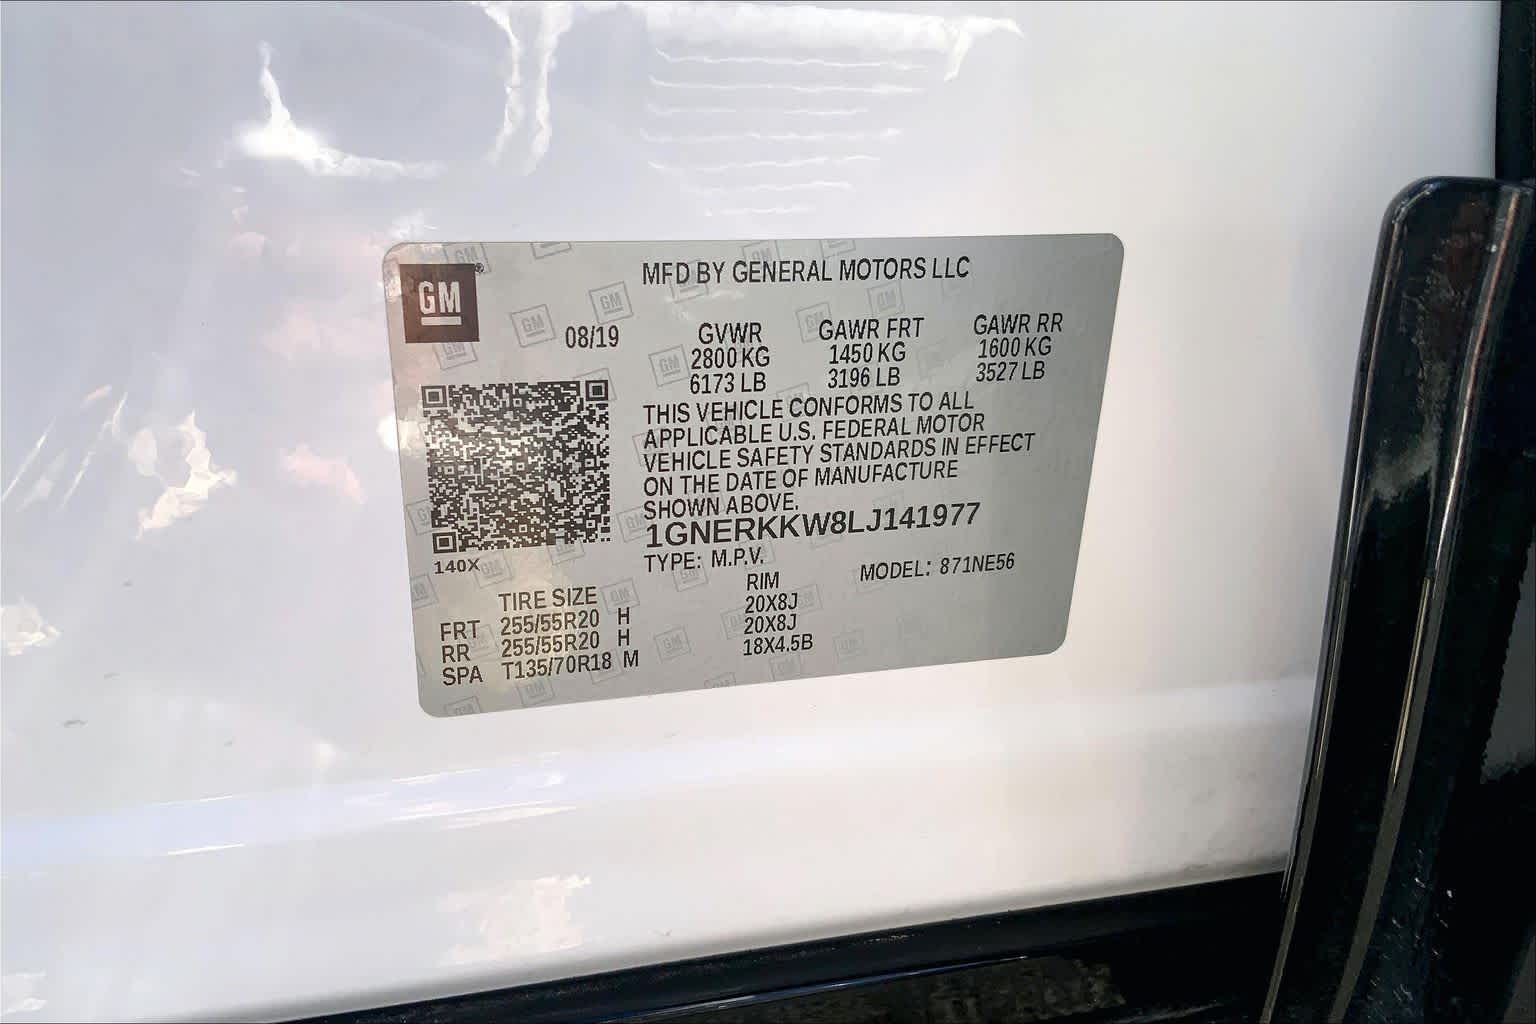 GM
MFD BY GENERAL MOTORS LLC
08/19 GVWR GAWR FRT GAWR RR
2800 KG 1450 KG 1600 KG
6173 LB 3196 LB 3527 LB
THIS VEHICLE CONFORMS TO ALL
APPLICABLE U.S. FEDERAL MOTOR
VEHICLE SAFETY STANDARDS IN EFFECT
ON THE DATE OF MANUFACTURE
SHOWN ABOVE.
1GNERKKW8LJ141977
140X
TYPE: M.P.V. MODEL: 871NE56
TIRE SIZE RIM
FRT 255/55R20 H 20X8J
RR 255/55R20 H 20X8J
SPA T135/70R18 M 18X4.5B